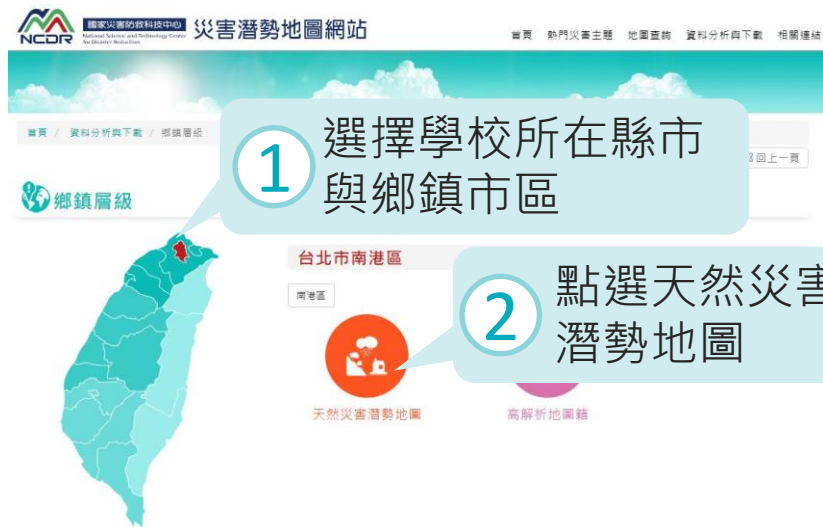 NCDR
國家災害防救科技中心
National Science and Technology Center
for Disaster Reduction
災害潛勢地圖網站
首頁 熱門災害主題 地圖查詢 資料分析與下載 相關連結
首頁 / 資料分析與下載 / 鄉鎮層級
回上一頁
鄉鎮層級
1
選擇學校所在縣市
與鄉鎮市區
台北市南港區
南港區
2
點選天然災害
潛勢地圖
天然災害潛勢地圖
高解析地圖籍